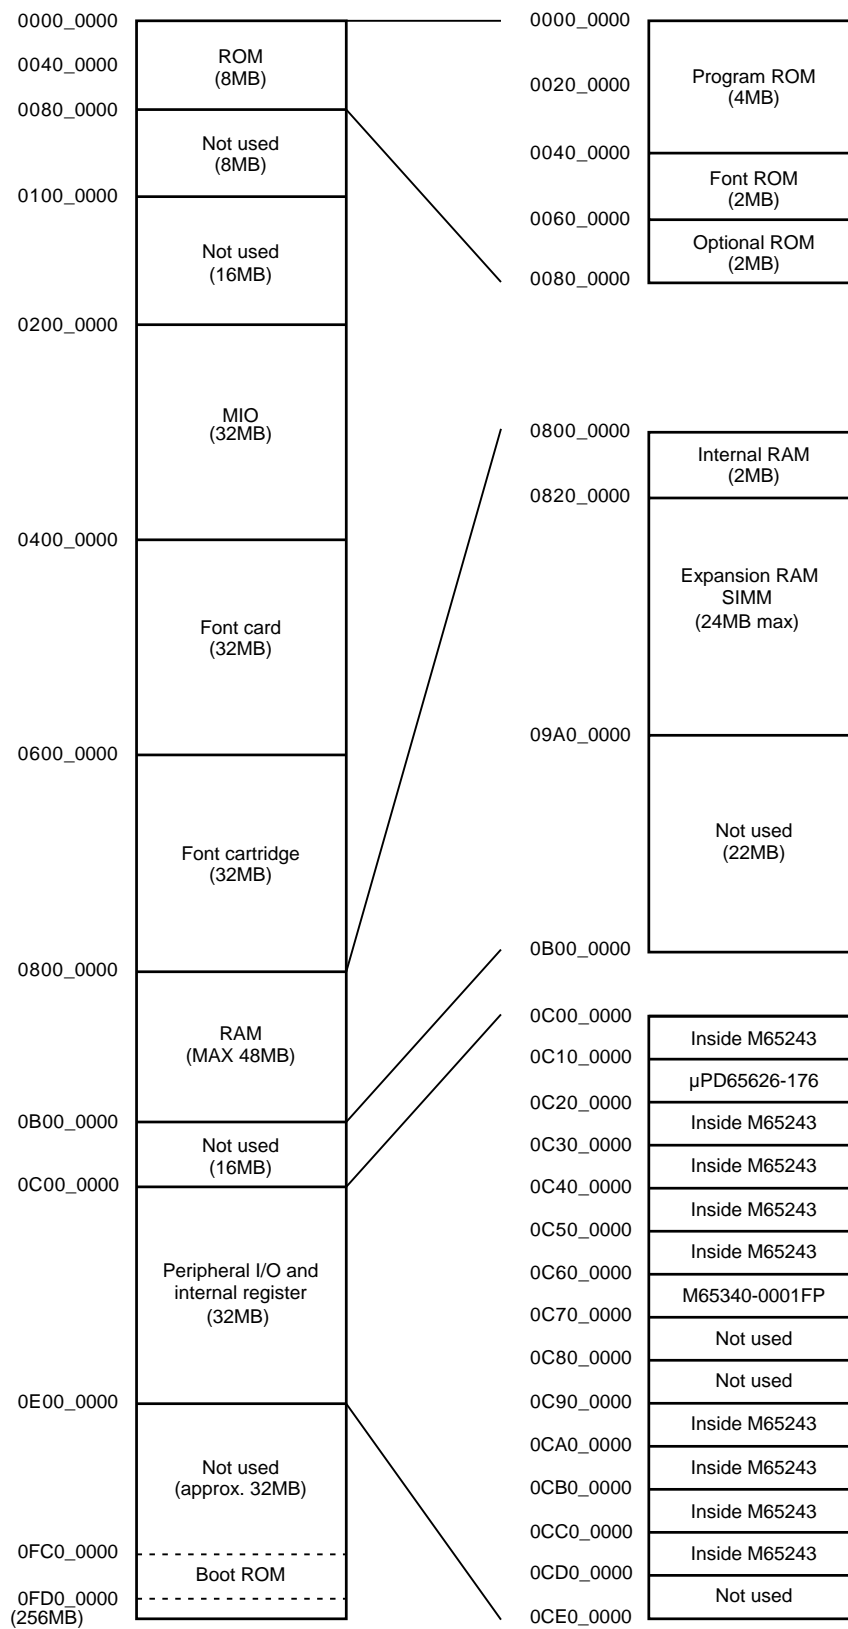 0000_0000
ROM
0040_0000
(8MB)
0080_0000
Not used
(8MB)
0100_0000
Not used
(16MB)
0200_0000
MIO
(32MB)
0400_0000
Font card
(32MB)
0600_0000
Font cartridge
(32MB)
0800_0000
RAM
(MAX 48MB)
0B00_0000
Not used
(16MB)
0C00_0000
Peripheral I/O and
internal register
(32MB)
0E00_0000
Not used
(approx. 32MB)
0FC0_0000
Boot ROM
0FD0_0000
(256MB)
0000_0000
Program ROM
0020_0000
(4MB)
0040_0000
Font ROM
(2MB)
0060_0000
Optional ROM
(2MB)
0080_0000
0800_0000
Internal RAM
(2MB)
0820_0000
Expansion RAM
SIMM
(24MB max)
09A0_0000
Not used
(22MB)
0B00_0000
0C00_0000
Inside M65243
0C10_0000
µPD65626-176
0C20_0000
Inside M65243
0C30_0000
Inside M65243
0C40_0000
Inside M65243
0C50_0000
Inside M65243
0C60_0000
M65340-0001FP
0C70_0000
Not used
0C80_0000
Not used
0C90_0000
Inside M65243
0CA0_0000
Inside M65243
0CB0_0000
Inside M65243
0CC0_0000
Inside M65243
0CD0_0000
Not used
0CE0_0000